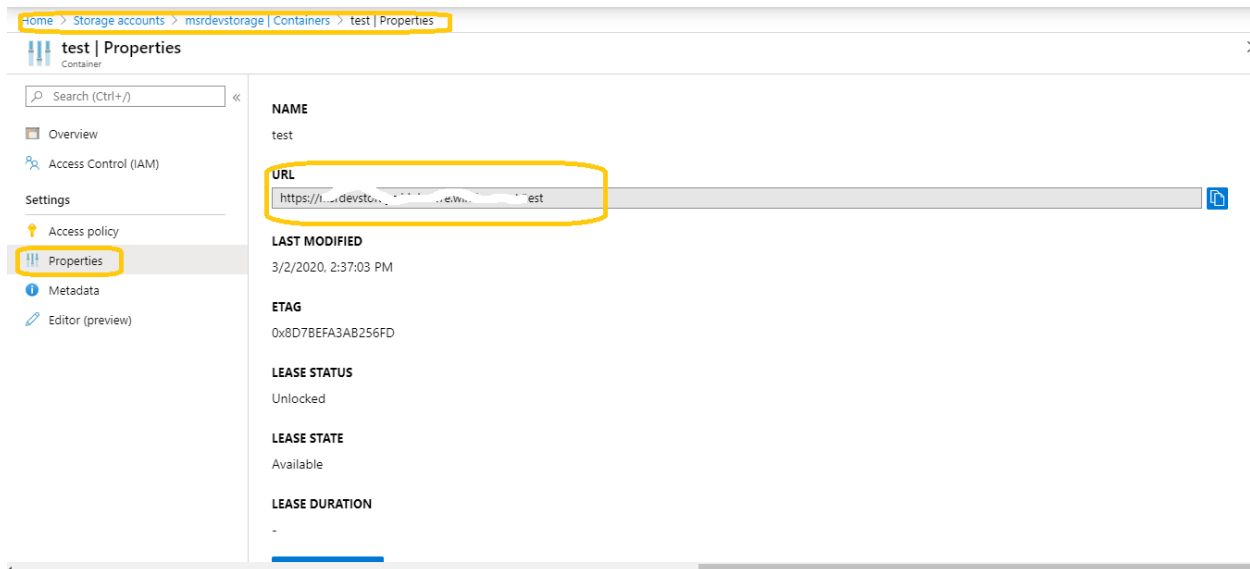 Home > Storage accounts > msrdevstorage | Containers > test | Properties
test | Properties
Container
Search (Ctrl+/)
«
Overview
Access Control (IAM)
Settings
Access policy
Properties
Metadata
Editor (preview)
NAME
test
URL
https://
LAST MODIFIED
3/2/2020, 2:37:03 PM
ETAG
0x8D7BEFA3AB256FD
LEASE STATUS
Unlocked
LEASE STATE
Available
LEASE DURATION
-